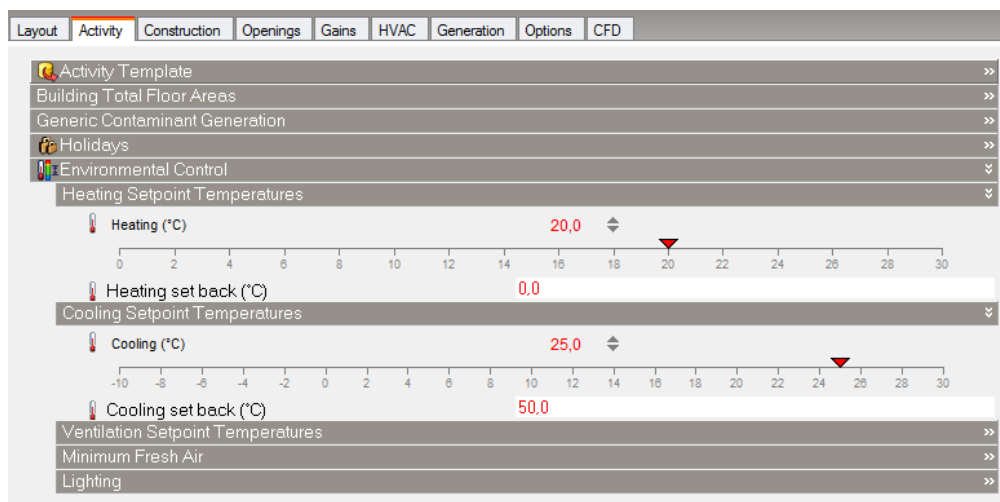 Layout Activity Construction Openings Gains HVAC Generation Options CFD
Activity Template
Building Total Floor Areas
Generic Contaminant Generation
Holidays
Environmental Control
Heating Setpoint Temperatures
Heating (°C) 20,0
0 2 4 6 8 10 12 14 16 18 20 22 24 26 28 30
Heating set back (°C) 0,0
Cooling Setpoint Temperatures
Cooling (°C) 25,0
-10 -8 -6 -4 -2 0 2 4 6 8 10 12 14 16 18 20 22 24 26 28 30
Cooling set back (°C) 50,0
Ventilation Setpoint Temperatures
Minimum Fresh Air
Lighting